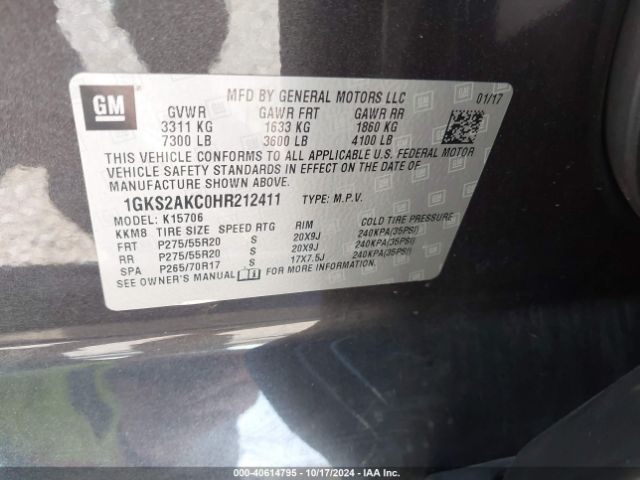 GM
MFD BY GENERAL MOTORS LLC 01/17
GVWR GAWR FRT GAWR RR
3311 KG 1633 KG 1860 KG
7300 LB 3600 LB 4100 LB
THIS VEHICLE CONFORMS TO ALL APPLICABLE U.S. FEDERAL MOTOR
VEHICLE SAFETY STANDARDS IN EFFECT ON THE DATE OF
MANUFACTURE SHOWN ABOVE.
1GKS2AKC0HR212411 TYPE: M.P.V.
MODEL: K15706
KKM8 TIRE SIZE SPEED RTG RIM COLD TIRE PRESSURE
FRT P275/55R20 S 20X9J 240KPA(35PSI)
RR P275/55R20 S 20X9J 240KPA(35PSI)
SPA P265/70R17 S 17X7.5J 240KPA(35PSI)
SEE OWNER'S MANUAL FOR MORE INFORMATION.
000-40614795 - 10/17/2024 - IAA Inc.